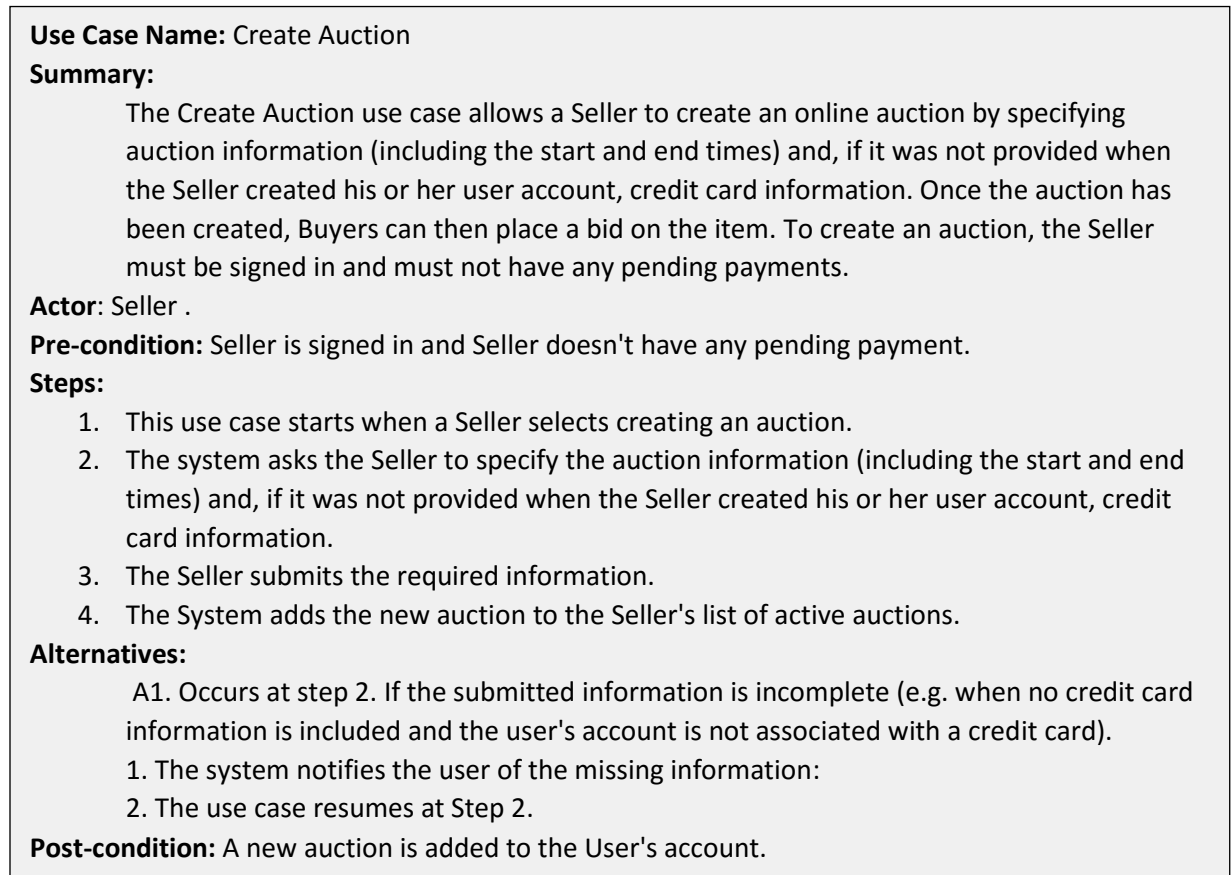 Use Case Name: Create Auction
Summary:
The Create Auction use case allows a Seller to create an online auction by specifying
auction information (including the start and end times) and, if it was not provided when
the Seller created his or her user account, credit card information. Once the auction has
been created, Buyers can then place a bid on the item. To create an auction, the Seller
must be signed in and must not have any pending payments.
Actor: Seller .
Pre-condition: Seller is signed in and Seller doesn't have any pending payment.
Steps:
1. This use case starts when a Seller selects creating an auction.
2. The system asks the Seller to specify the auction information (including the start and end
times) and, if it was not provided when the Seller created his or her user account, credit
card information.
3. The Seller submits the required information.
4. The System adds the new auction to the Seller's list of active auctions.
Alternatives:
A1. Occurs at step 2. If the submitted information is incomplete (e.g. when no credit card
information is included and the user's account is not associated with a credit card).
1. The system notifies the user of the missing information:
2. The use case resumes at Step 2.
Post-condition: A new auction is added to the User's account.